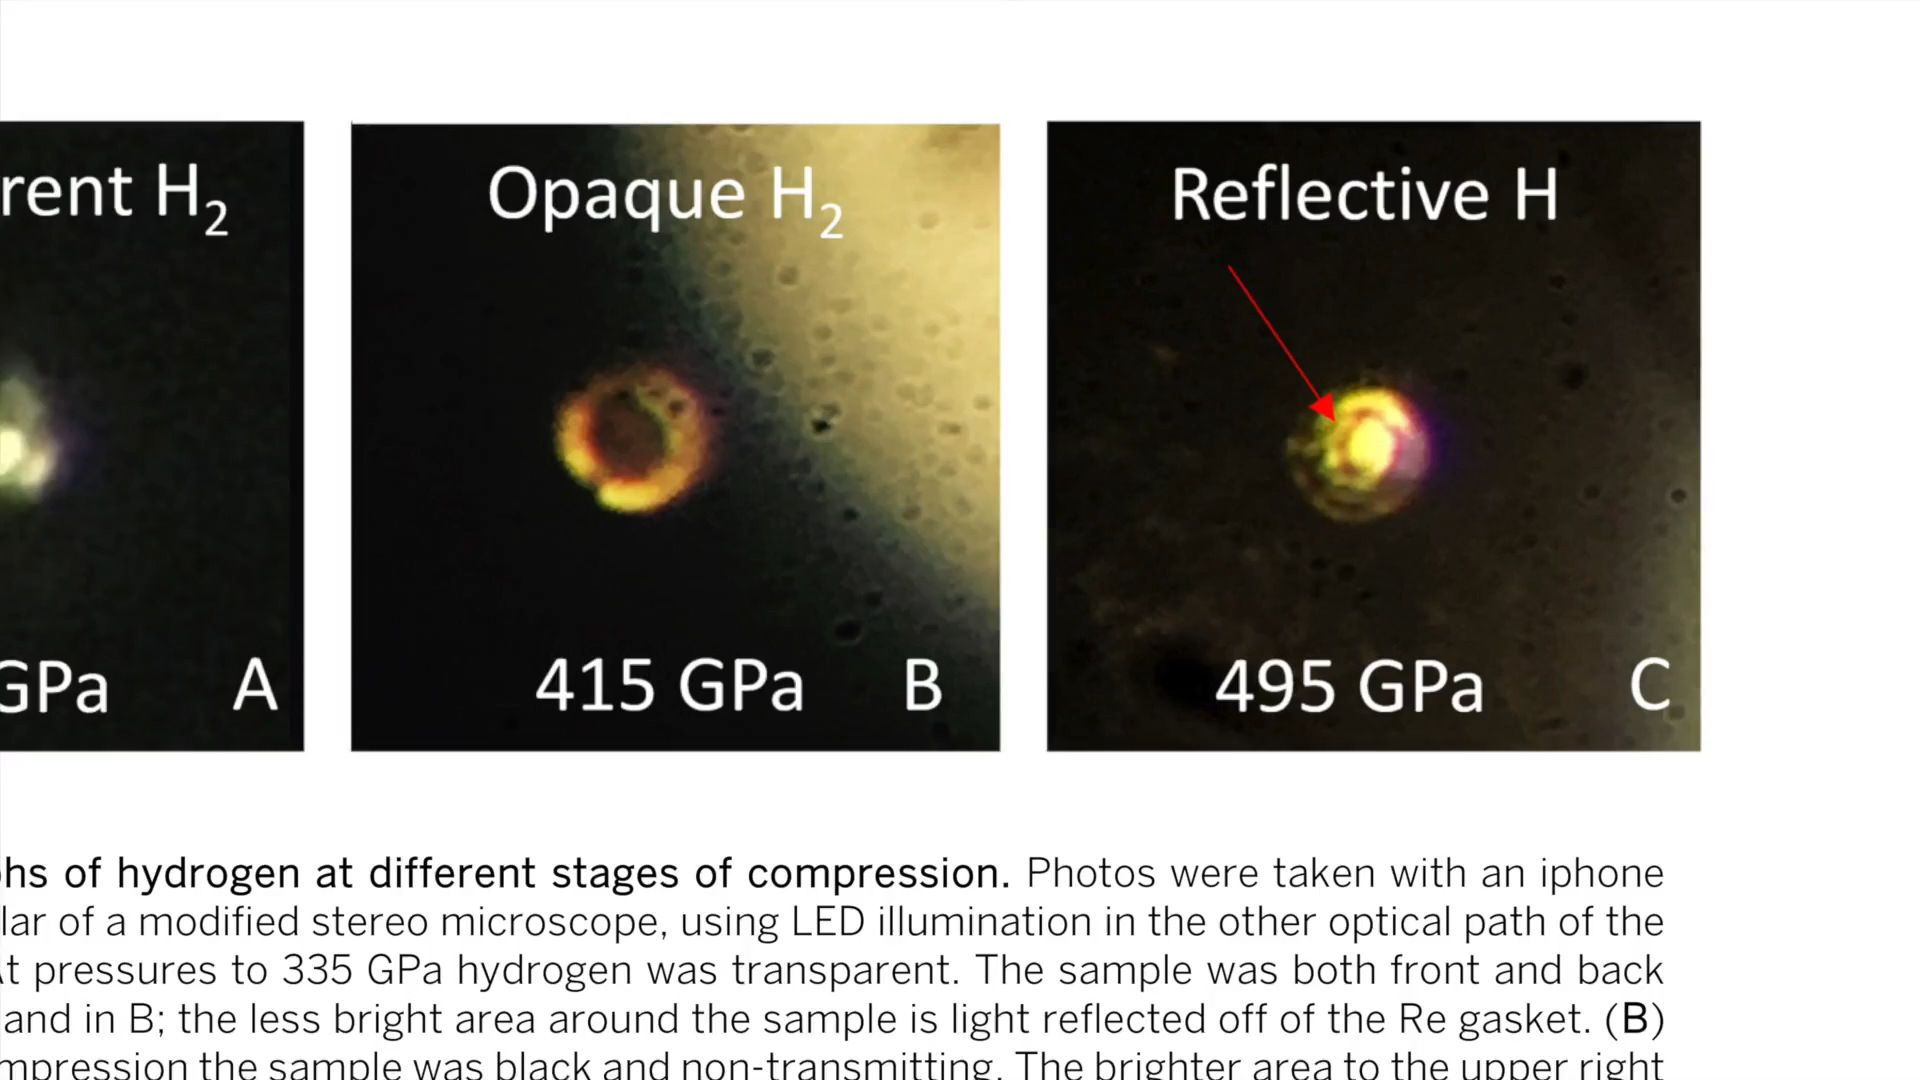 rent H₂
Opaque H₂
Reflective H
GPa A
415 GPa B
495 GPa C
hs of hydrogen at different stages of compression. Photos were taken with an iphone
lar of a modified stereo microscope, using LED illumination in the other optical path of the
At pressures to 335 GPa hydrogen was transparent. The sample was both front and back
and in B; the less bright area around the sample is light reflected off of the Re gasket. (B)
mpression the sample was black and non-transmitting. The brighter area to the upper right